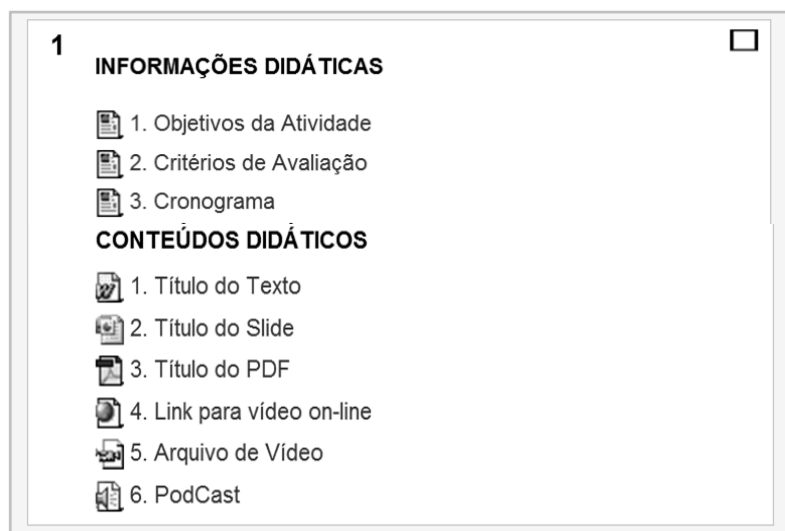 1
INFORMAÇÕES DIDÁTICAS
1. Objetivos da Atividade
2. Critérios de Avaliação
3. Cronograma
CONTEÚDOS DIDÁTICOS
1. Título do Texto
2. Título do Slide
3. Título do PDF
4. Link para vídeo on-line
5. Arquivo de Vídeo
6. PodCast